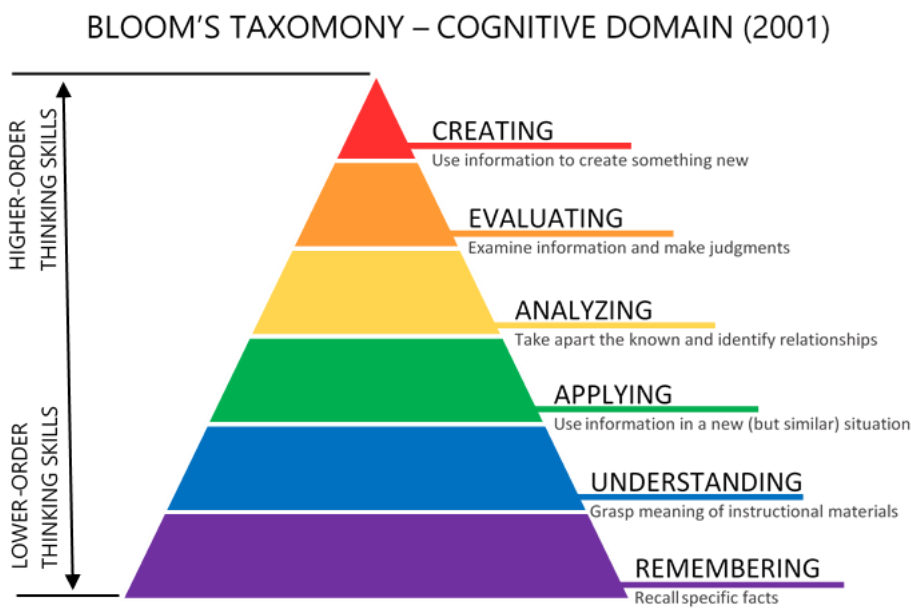 BLOOM'S TAXOMONY – COGNITIVE DOMAIN (2001)
HIGHER-ORDER
THINKING SKILLS
CREATING
Use information to create something new
EVALUATING
Examine information and make judgments
ANALYZING
Take apart the known and identify relationships
APPLYING
Use information in a new (but similar) situation
LOWER-ORDER
THINKING SKILLS
UNDERSTANDING
Grasp meaning of instructional materials
REMEMBERING
Recall specific facts